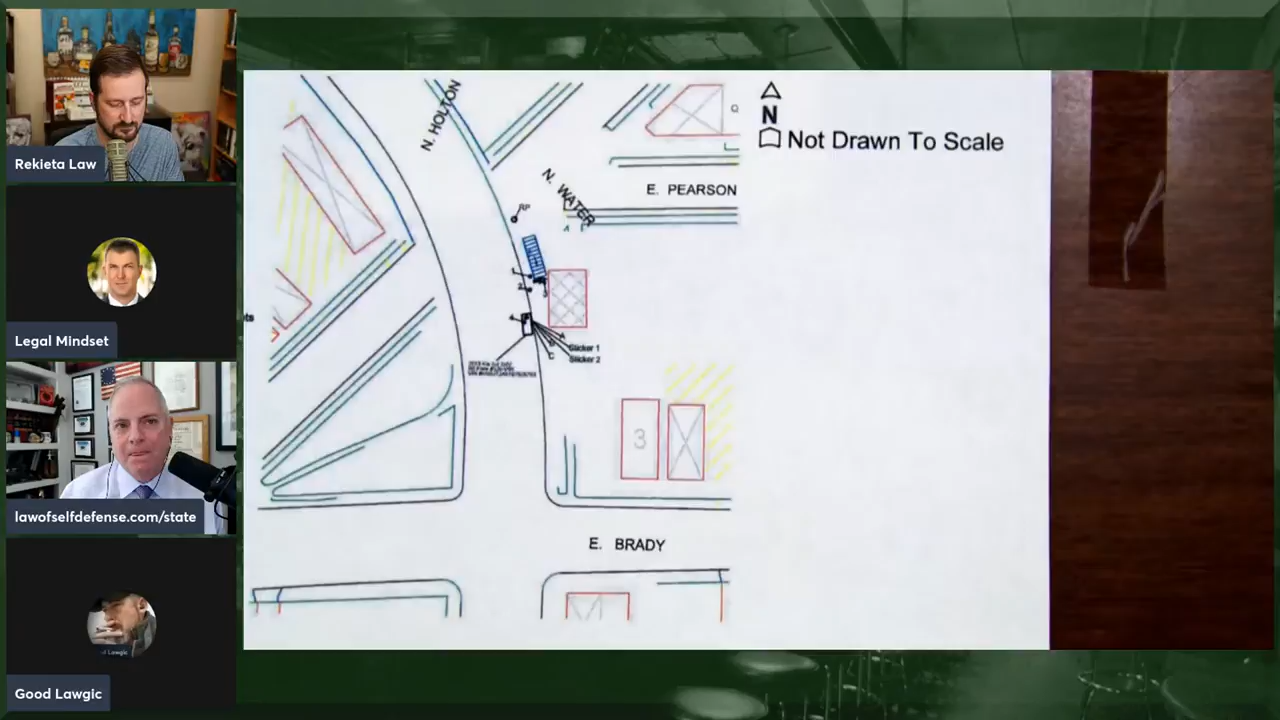 Rekieta Law
Legal Mindset
lawofselfdefense.com/state
Good Lawgic
N. HOLTON
N. WATER
E. PEARSON
N
Not Drawn To Scale
RP
Sticker 1
Sticker 2
A
C
3
E. BRADY